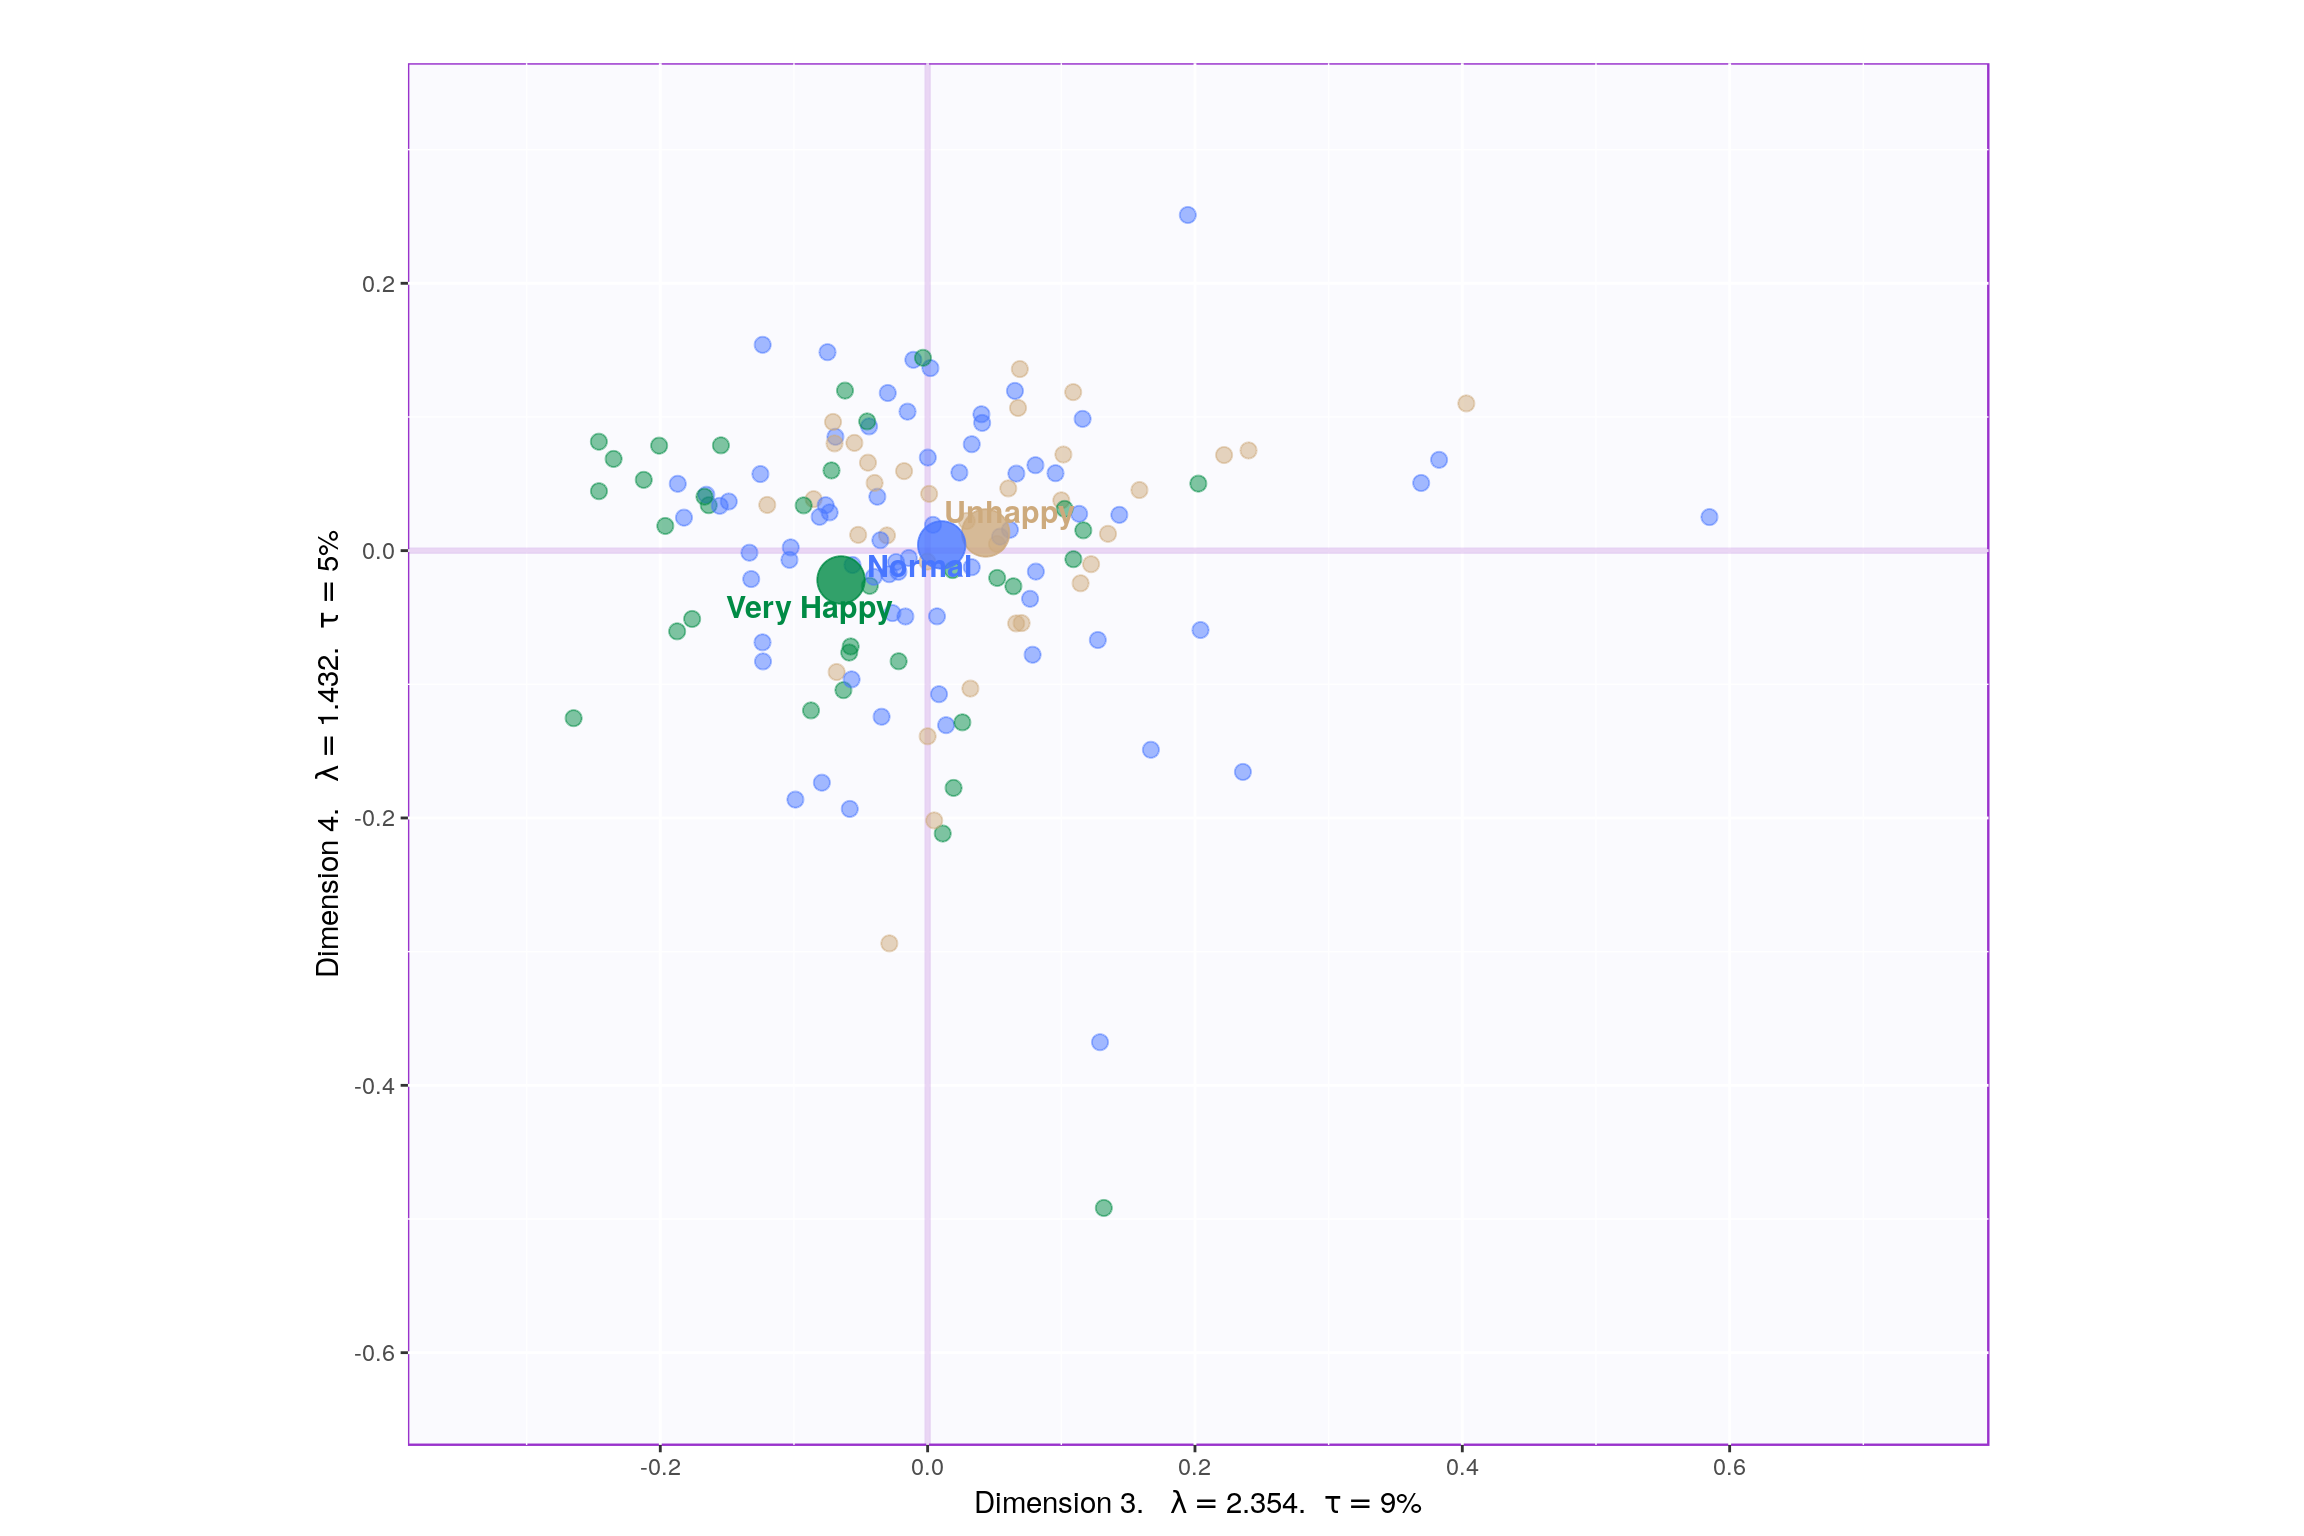 0.2
Unhappy
0.0
Normal
Very Happy
-0.2
-0.4
-0.6
-0.2 0.0 0.2 0.4 0.6
Dimension 3. λ = 2.354. τ = 9%
Dimension 4. λ = 1.432. τ = 5%